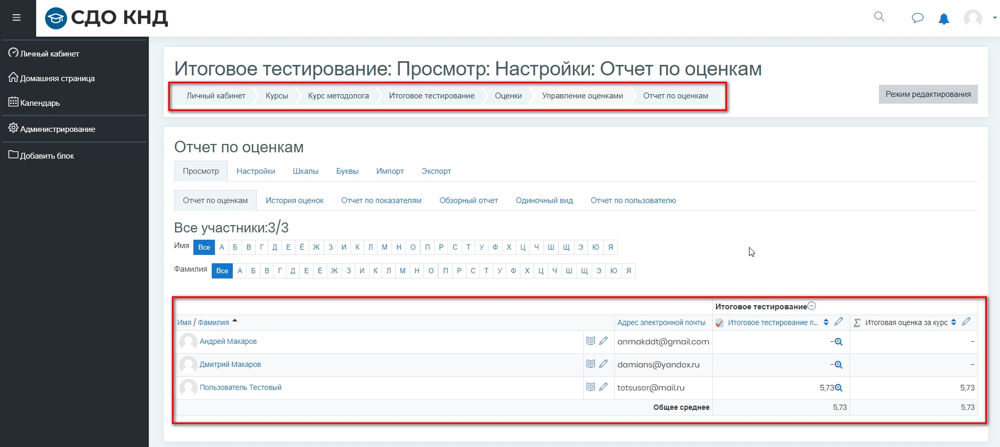 СДО КНД
Личный кабинет
Домашняя страница
Календарь
Администрирование
Добавить блок
Итоговое тестирование: Просмотр: Настройки: Отчет по оценкам
Личный кабинет Курсы Курс методолога Итоговое тестирование Оценки Управление оценками Отчет по оценкам
Режим редактирования
Отчет по оценкам
Просмотр Настройки Шкалы Буквы Импорт Экспорт
Отчет по оценкам История оценок Отчет по показателям Обзорный отчет Одиночный вид Отчет по пользователю
Все участники:3/3
Имя Все А Б В Г Д Е Ё Ж З И К Л М Н О П Р С Т У Ф Х Ц Ч Ш Щ Э Ю Я
Фамилия Все А Б В Г Д Е Ё Ж З И К Л М Н О П Р С Т У Ф Х Ц Ч Ш Щ Э Ю Я
Итоговое тестирование
Имя / Фамилия Адрес электронной почты Итоговое тестирование п... Σ Итоговая оценка за курс
Андрей Макаров anmakddt@gmail.com - -
Дмитрий Макаров damians@yandex.ru - -
Пользователь Тестовый tetsuser@mail.ru 5,73 5,73
Общее среднее 5,73 5,73